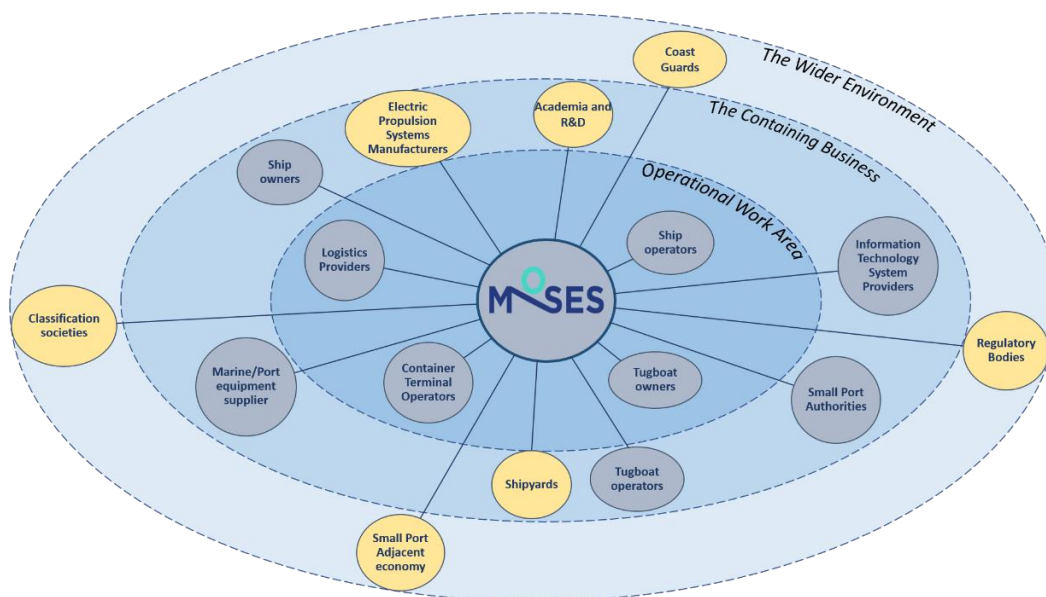 Coast
Guards
The Wider Environment
Electric
Propulsion
Systems
Manufacturers
Academia and
R&D
The Containing Business
Ship
owners
Operational Work Area
Logistics
Providers
Ship
operators
Information
Technology
System
Providers
MOSES
Classification
societies
Regulatory
Bodies
Marine/Port
equipment
supplier
Container
Terminal
Operators
Tugboat
owners
Small Port
Authorities
Shipyards
Tugboat
operators
Small Port
Adjacent
economy